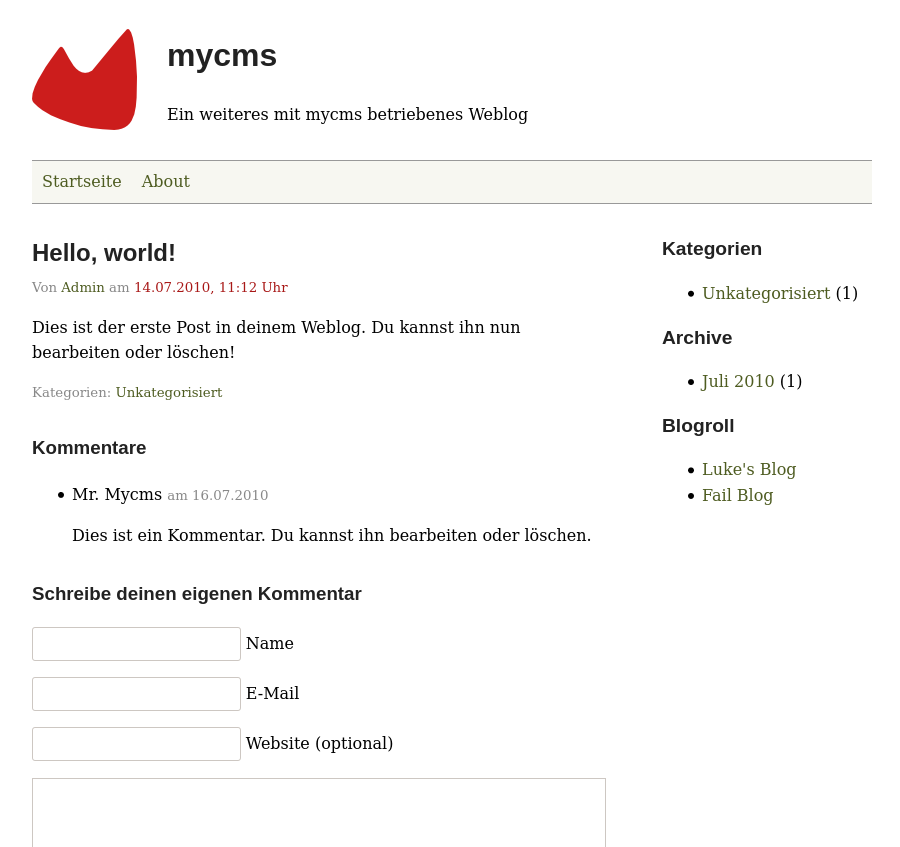 mycms
Ein weiteres mit mycms betriebenes Weblog
Startseite About
Hello, world!
Von Admin am 14.07.2010, 11:12 Uhr
Dies ist der erste Post in deinem Weblog. Du kannst ihn nun
bearbeiten oder löschen!
Kategorien: Unkategorisiert
Kommentare
Mr. Mycms am 16.07.2010
Dies ist ein Kommentar. Du kannst ihn bearbeiten oder löschen.
Schreibe deinen eigenen Kommentar
Name
E-Mail
Website (optional)
Kategorien
Unkategorisiert (1)
Archive
Juli 2010 (1)
Blogroll
Luke's Blog
Fail Blog